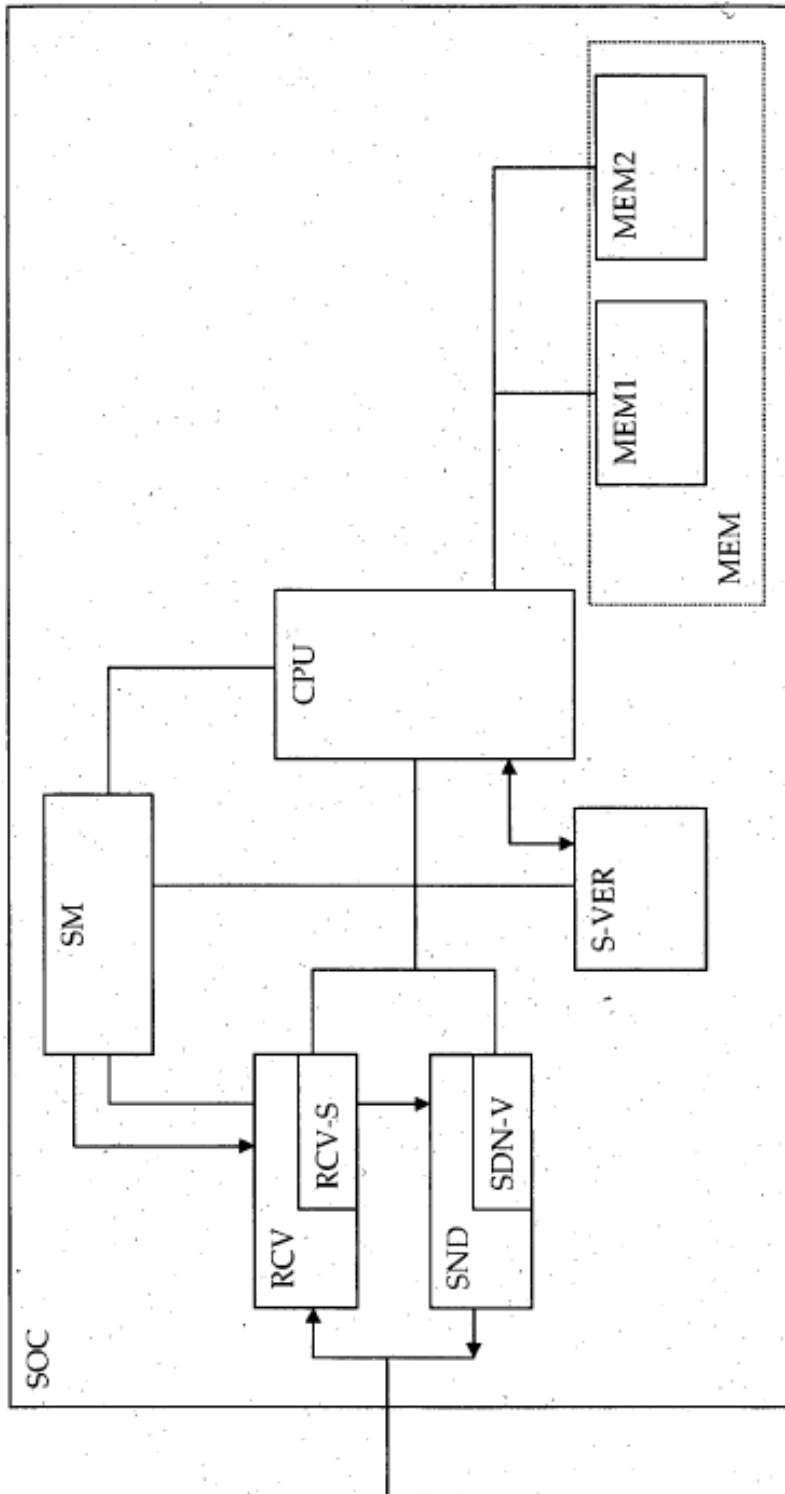 SOC
SM
RCV
RCV-S
SND
SDN-V
CPU
S-VER
MEM
MEM1
MEM2